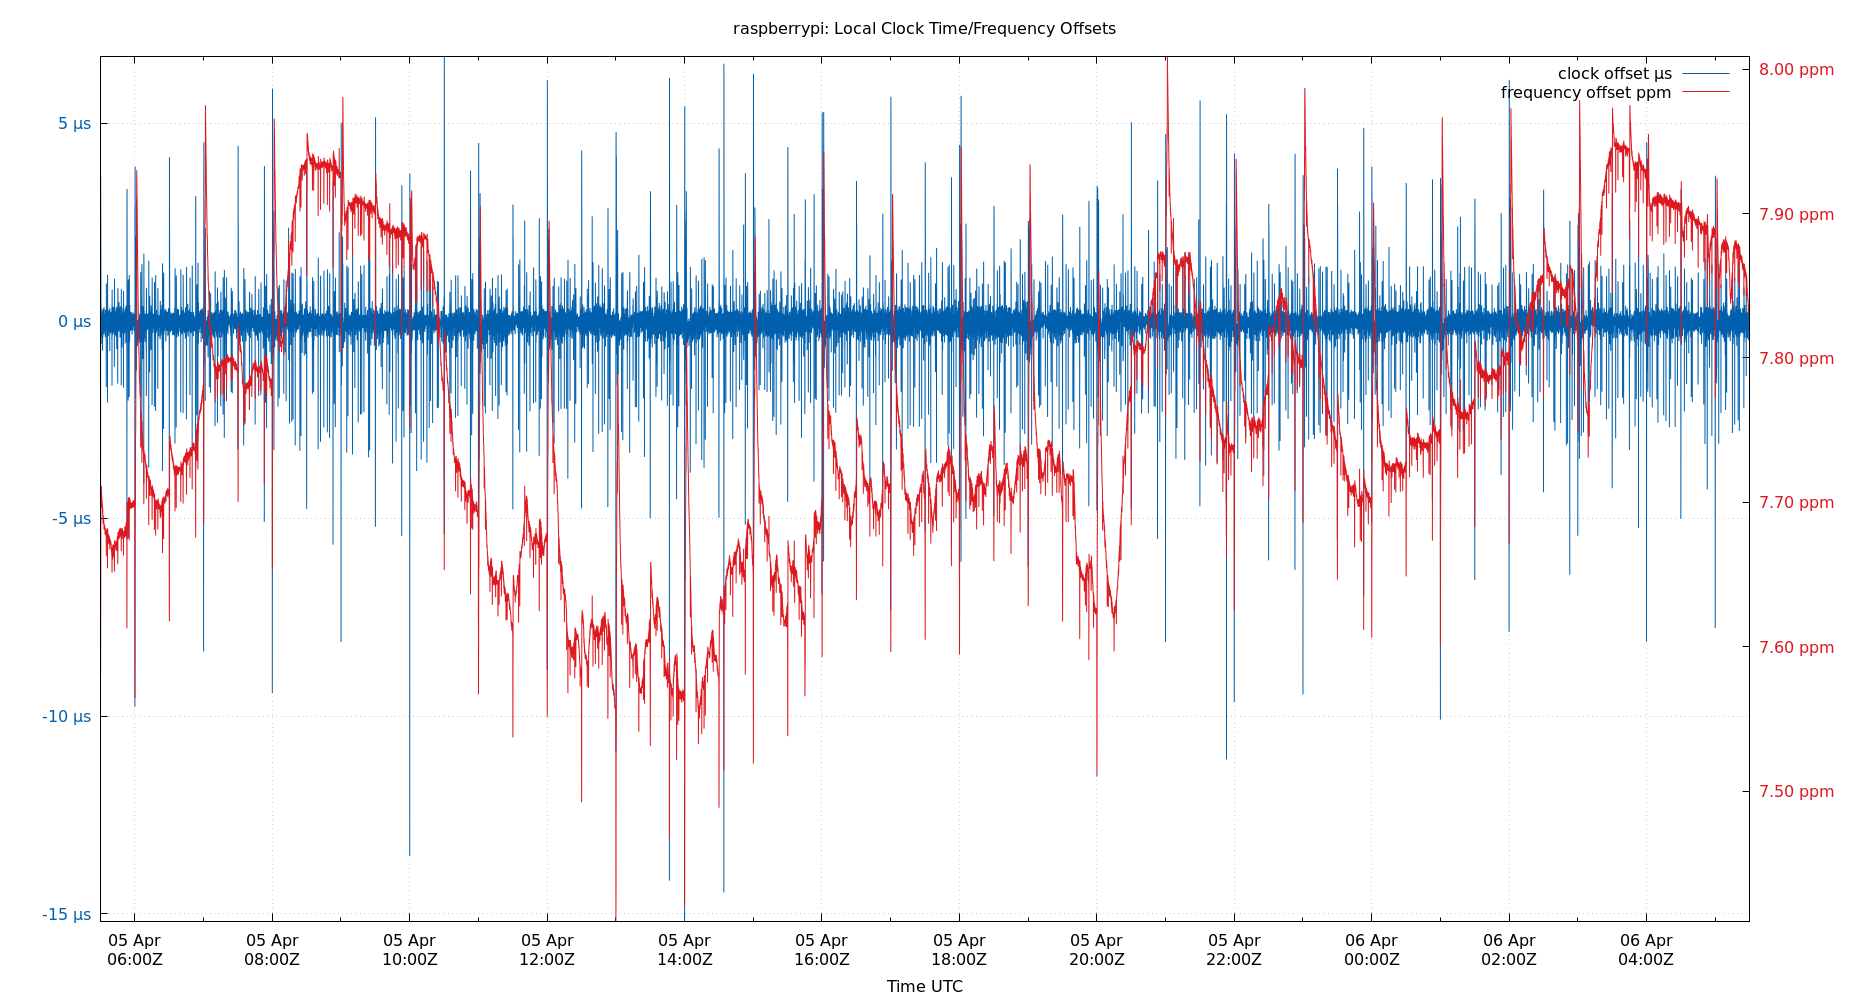 raspberrypi: Local Clock Time/Frequency Offsets
clock offset µs
frequency offset ppm
5 µs
0 µs
-5 µs
-10 µs
-15 µs
8.00 ppm
7.90 ppm
7.80 ppm
7.70 ppm
7.60 ppm
7.50 ppm
05 Apr 05 Apr 05 Apr 05 Apr 05 Apr 05 Apr 05 Apr 05 Apr 05 Apr 06 Apr 06 Apr 06 Apr
06:00Z 08:00Z 10:00Z 12:00Z 14:00Z 16:00Z 18:00Z 20:00Z 22:00Z 00:00Z 02:00Z 04:00Z
Time UTC